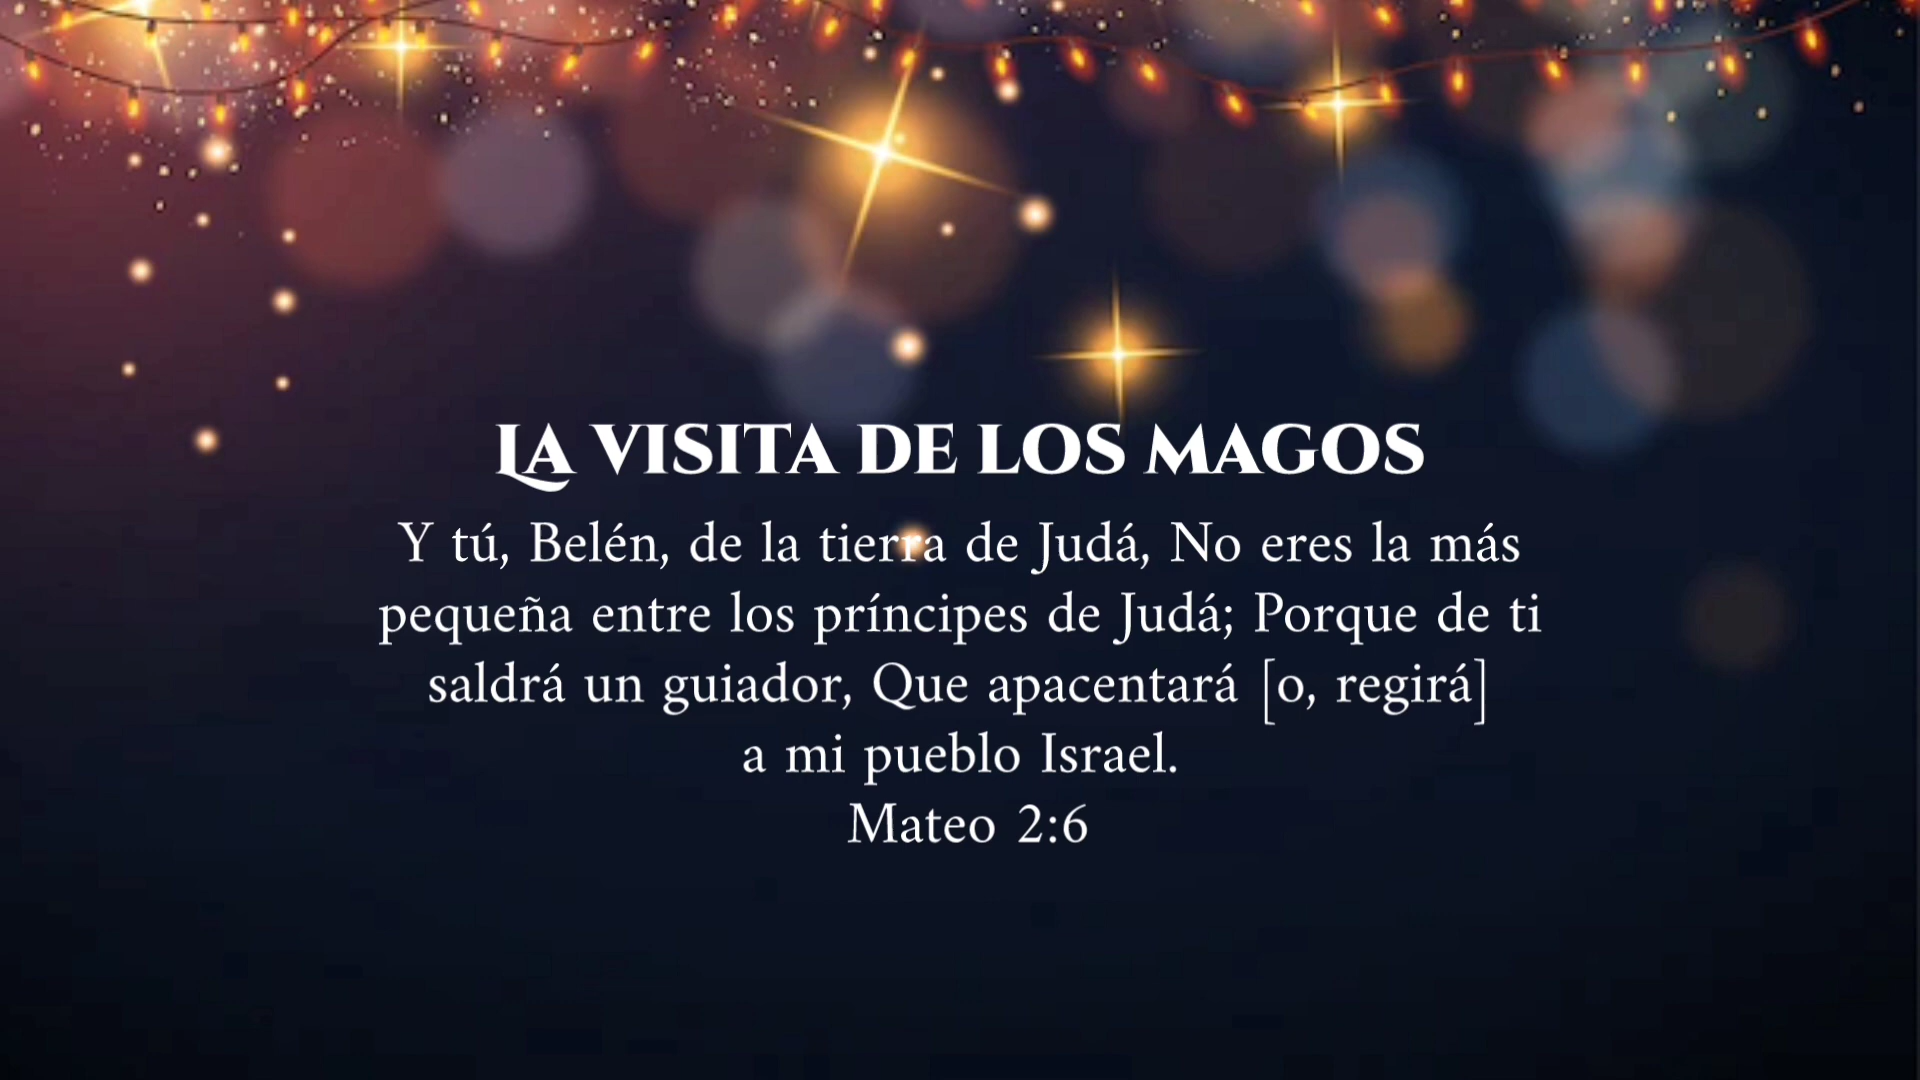 LA VISITA DE LOS MAGOS
Y tú, Belén, de la tierra de Judá, No eres la más
pequeña entre los príncipes de Judá; Porque de ti
saldrá un guiador, Que apacentará [o, regirá]
a mi pueblo Israel.
Mateo 2:6